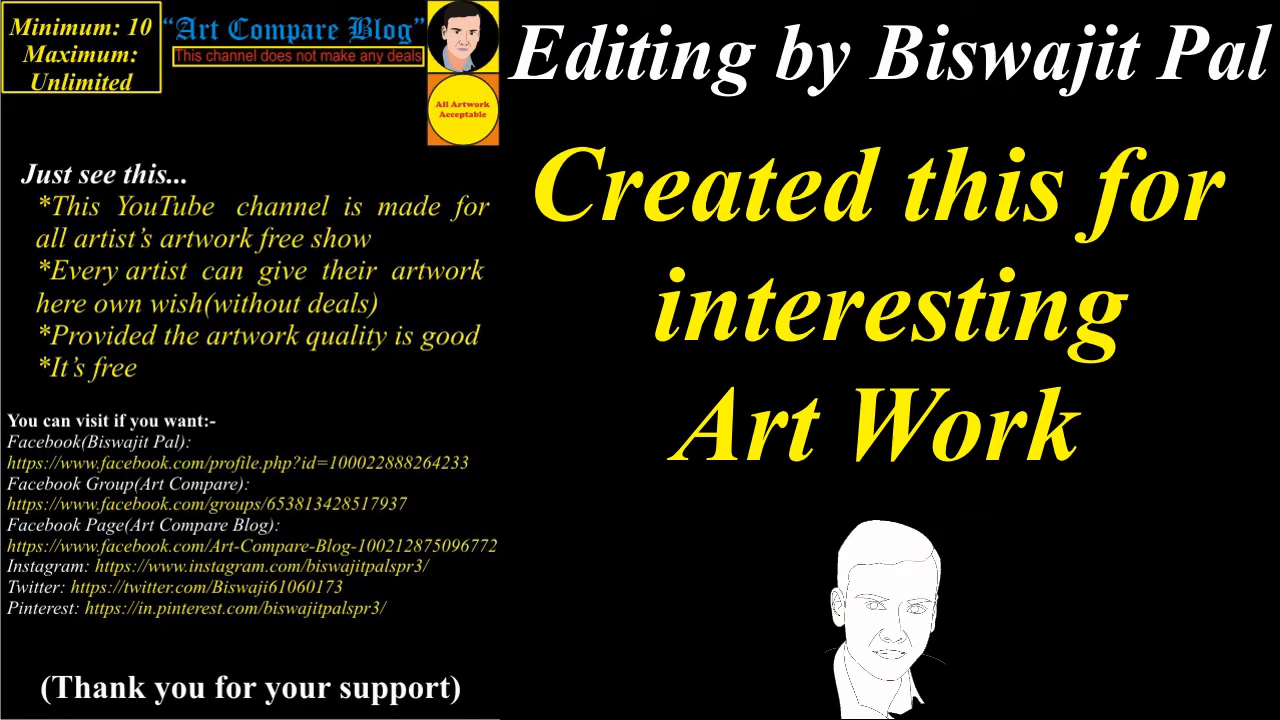 Minimum: 10
Maximum:
Unlimited
“Art Compare Blog”
This channel does not make any deals
All Artwork
Acceptable
Just see this...
*This YouTube channel is made for
all artist’s artwork free show
*Every artist can give their artwork
here own wish(without deals)
*Provided the artwork quality is good
*It’s free
You can visit if you want:-
Facebook(Biswajit Pal):
https://www.facebook.com/profile.php?id=100022888264233
Facebook Group(Art Compare):
https://www.facebook.com/groups/653813428517937
Facebook Page(Art Compare Blog):
https://www.facebook.com/Art-Compare-Blog-100212875096772
Instagram: https://www.instagram.com/biswajitpalspr3/
Twitter: https://twitter.com/Biswaji61060173
Pinterest: https://in.pinterest.com/biswajitpalspr3/
(Thank you for your support)
Editing by Biswajit Pal
Created this for
interesting
Art Work